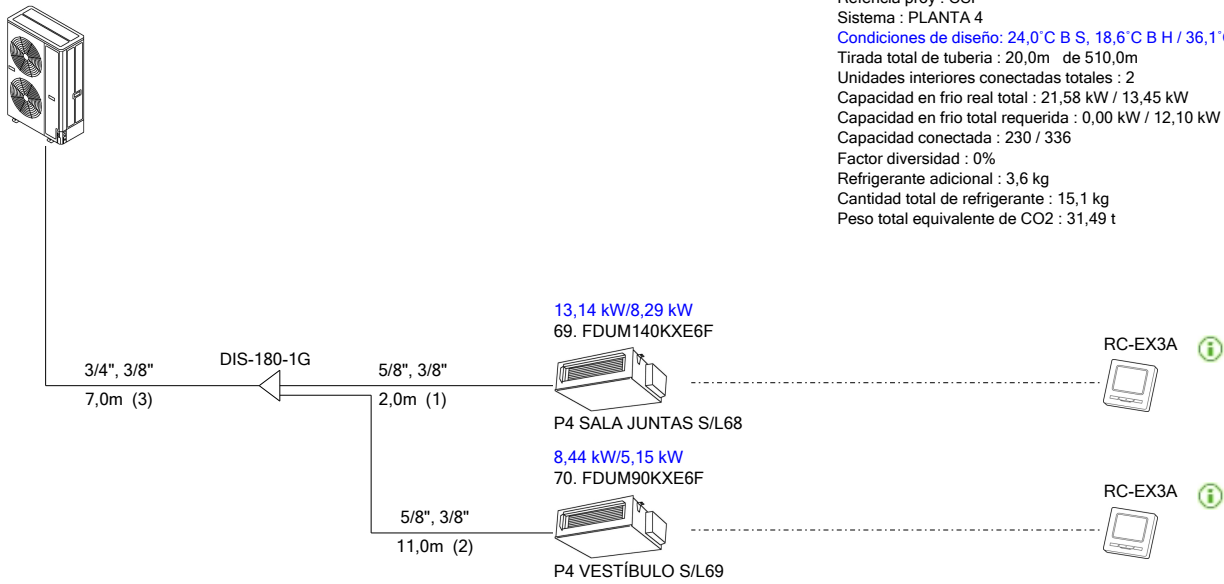 Sistema : PLANTA 4
Condiciones de diseño: 24,0°C B S, 18,6°C B H / 36,1°
Tirada total de tuberia : 20,0m de 510,0m
Unidades interiores conectadas totales : 2
Capacidad en frio real total : 21,58 kW / 13,45 kW
Capacidad en frio total requerida : 0,00 kW / 12,10 kW
Capacidad conectada : 230 / 336
Factor diversidad : 0%
Refrigerante adicional : 3,6 kg
Cantidad total de refrigerante : 15,1 kg
Peso total equivalente de CO2 : 31,49 t
13,14 kW/8,29 kW
69. FDUM140KXE6F
RC-EX3A
DIS-180-1G
3/4", 3/8"
5/8", 3/8"
7,0m (3)
2,0m (1)
P4 SALA JUNTAS S/L68
8,44 kW/5,15 kW
70. FDUM90KXE6F
RC-EX3A
5/8", 3/8"
11,0m (2)
P4 VESTÍBULO S/L69